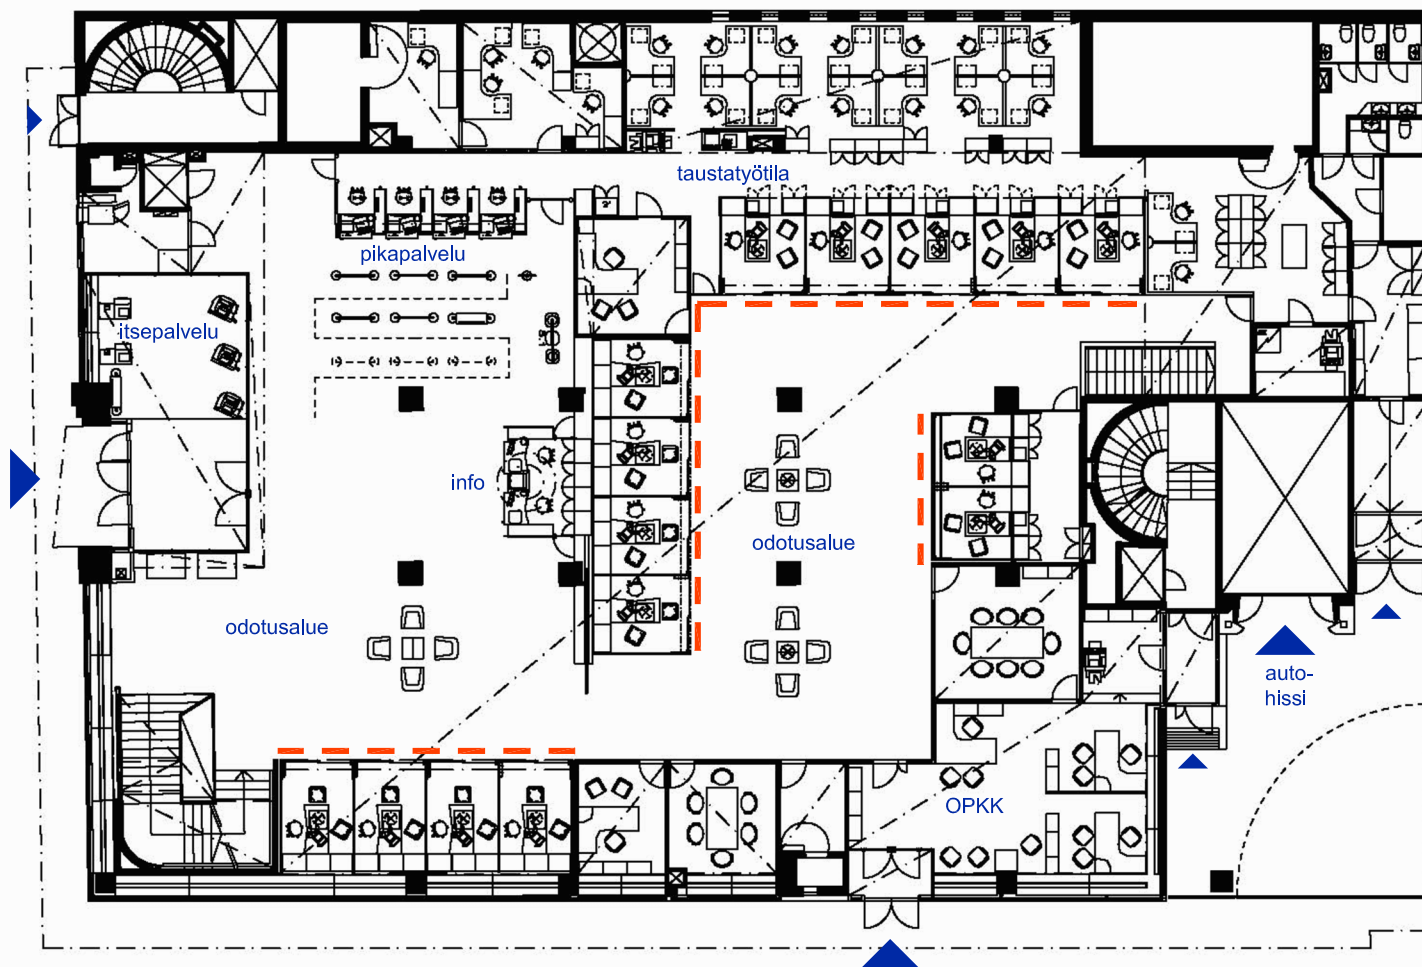 taustatyötila
pikapalvelu
itsepalvelu
info
odotusalue
odotusalue
auto-
hissi
OPKK